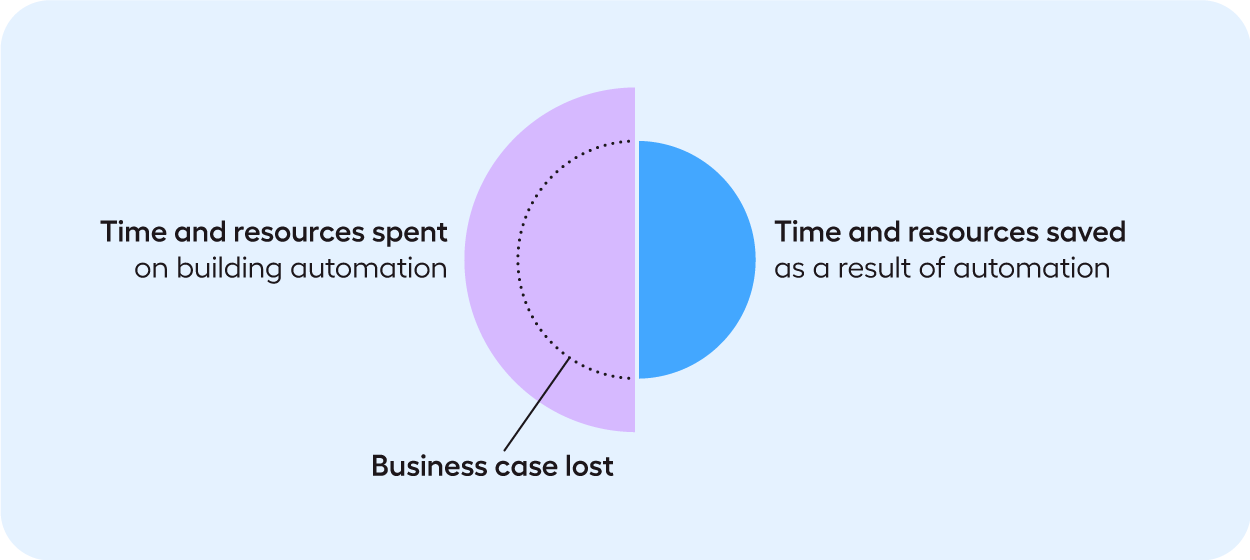 Time and resources spent
on building automation
Time and resources saved
as a result of automation
Business case lost